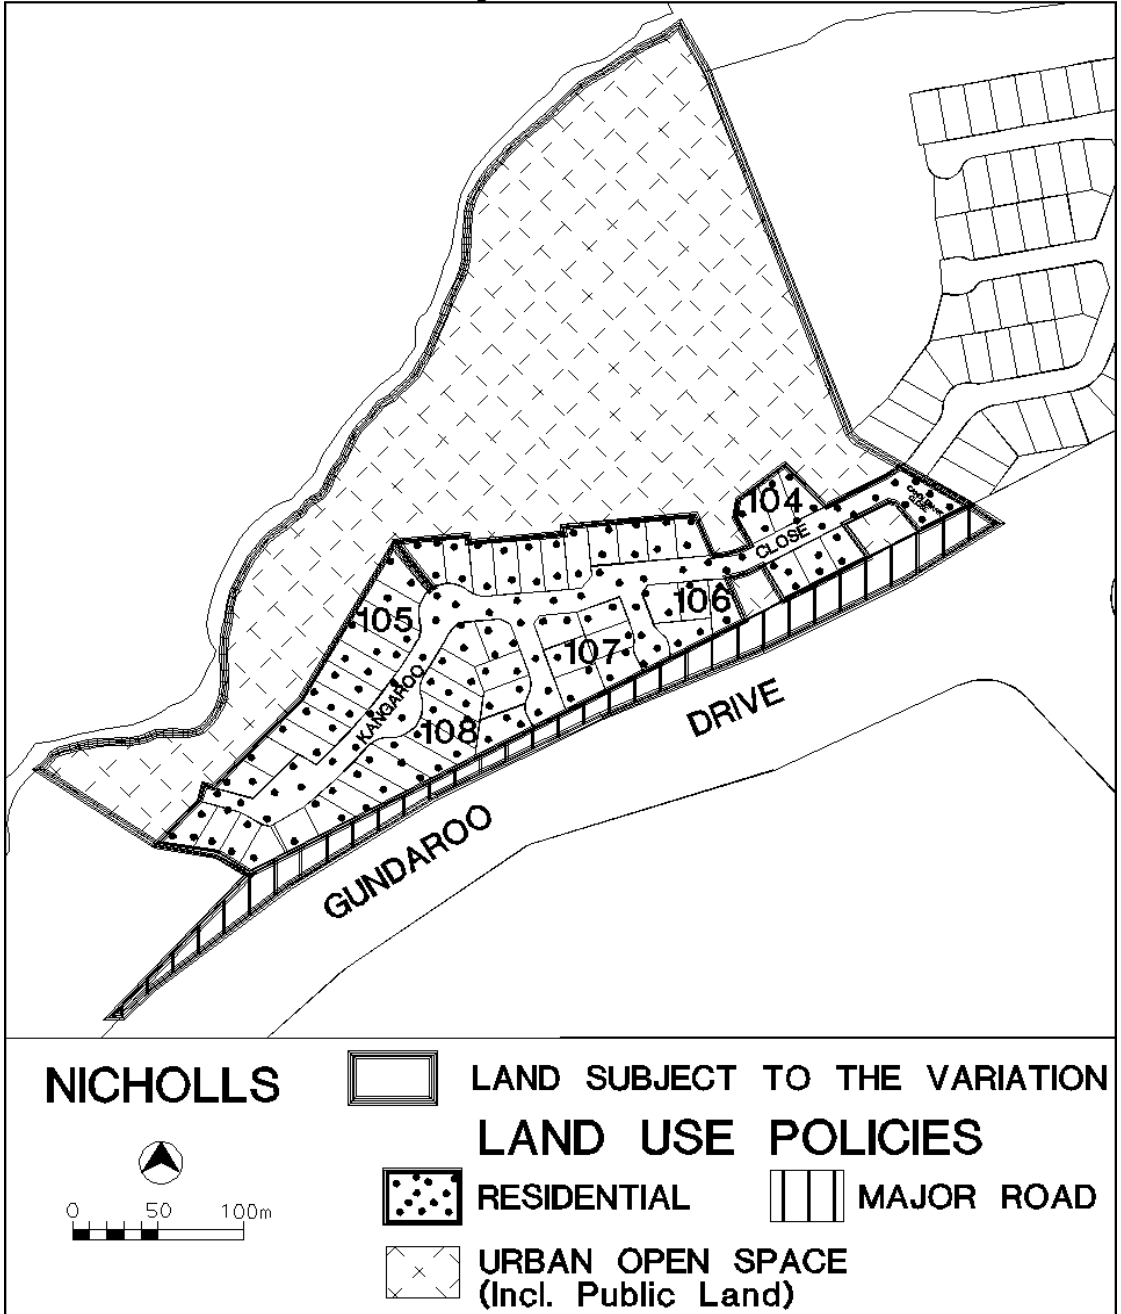 104
CLOSE
105
106
107
KANGAROO
108
DRIVE
GUNDAROO
NICHOLLS
LAND SUBJECT TO THE VARIATION
LAND USE POLICIES
0 50 100m
RESIDENTIAL
MAJOR ROAD
URBAN OPEN SPACE
(Incl. Public Land)